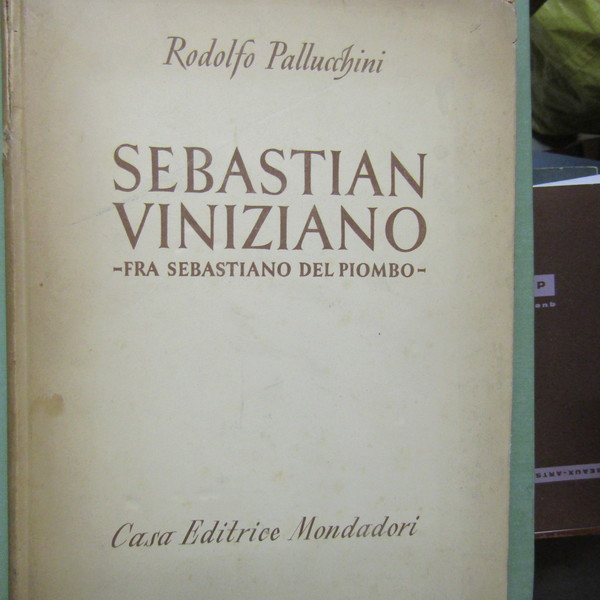 Rodolfo Pallucchini
SEBASTIAN
VINIZIANO
-FRA SEBASTIANO DEL PIOMBO-
Casa Editrice Mondadori